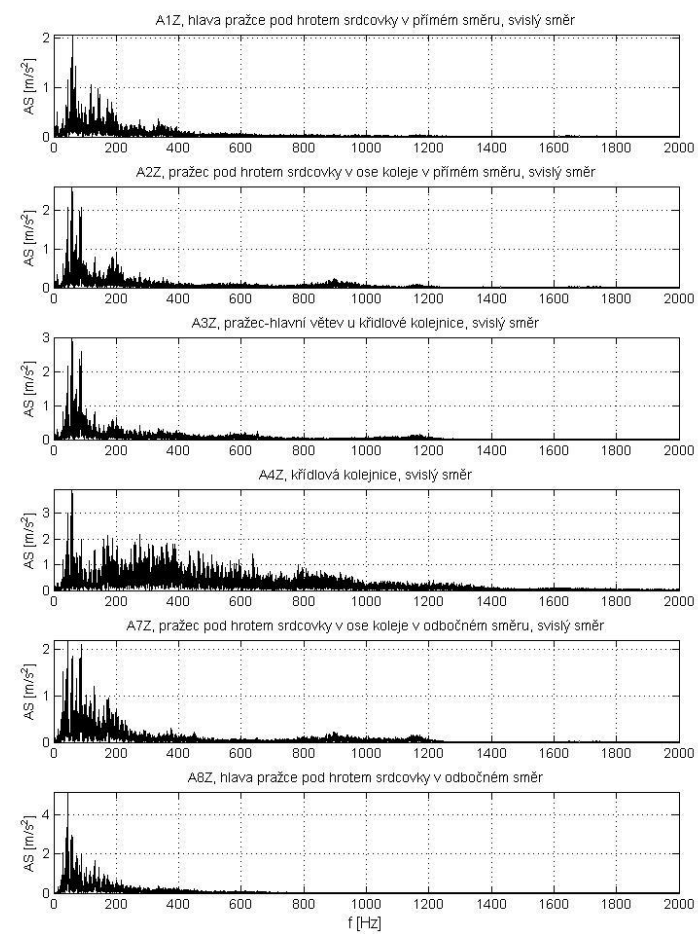 A1Z, hlava pražce pod hrotem srdcovky v přímém směru, svislý směr
AS [m/s²]
2
1
0
0 200 400 600 800 1000 1200 1400 1600 1800 2000
A2Z, pražec pod hrotem srdcovky v ose koleje v přímém směru, svislý směr
AS [m/s²]
2
1
0
0 200 400 600 800 1000 1200 1400 1600 1800 2000
A3Z, pražec-hlavní větev u křidlové kolejnice, svislý směr
AS [m/s²]
3
2
1
0
0 200 400 600 800 1000 1200 1400 1600 1800 2000
A4Z, křídlová kolejnice, svislý směr
AS [m/s²]
3
2
1
0
0 200 400 600 800 1000 1200 1400 1600 1800 2000
A7Z, pražec pod hrotem srdcovky v ose koleje v odbočném směru, svislý směr
AS [m/s²]
2
1
0
0 200 400 600 800 1000 1200 1400 1600 1800 2000
A8Z, hlava pražce pod hrotem srdcovky v odbočném směr
AS [m/s²]
4
2
0
0 200 400 600 800 1000 1200 1400 1600 1800 2000
f [Hz]